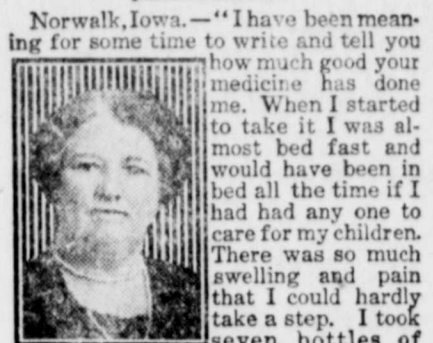 Norwalk, Iowa.—"I have been mean-
ing for some time to write and tell you
how much good your
medicine has done
me. When I started
to take it I was al-
most bed fast and
would have been in
bed all the time if I
had had any one to
care for my children.
There was so much
swelling and pain
that I could hardly
take a step. I took
seven bottles of